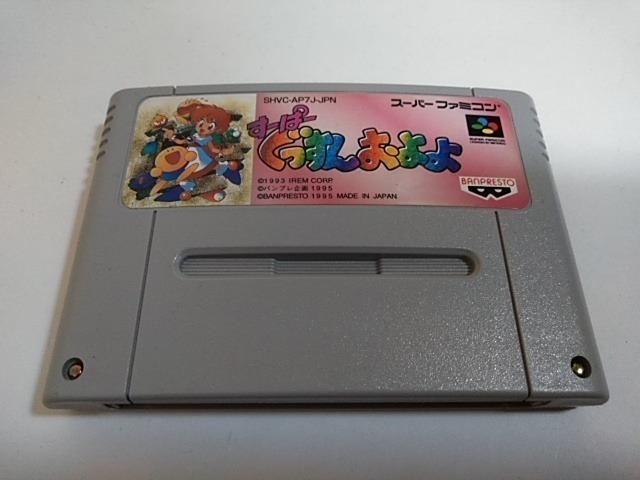 SHVC-AP7J-JPN
スーパーファミコン
すーぱー
ぐっすんおよよ
SUPER FAMICOM
©1993 IREM CORP.
©バンプレ企画 1995
©BANPRESTO 1995 MADE IN JAPAN
BANPRESTO